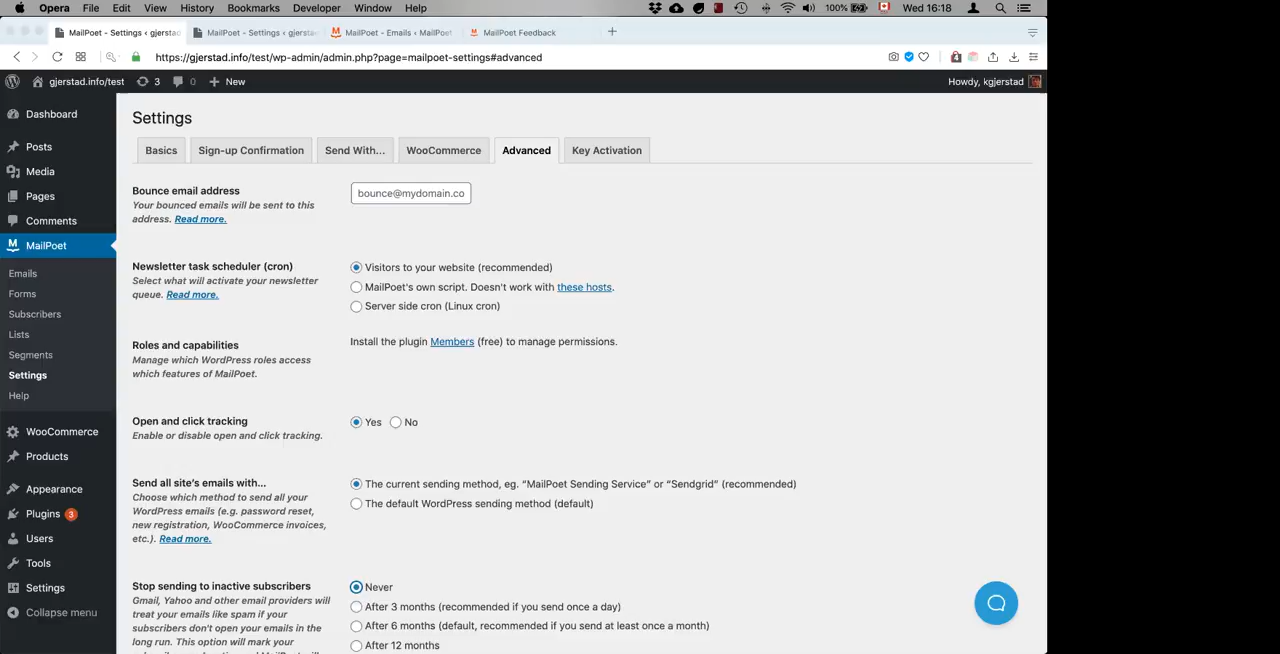 Opera File Edit View History Bookmarks Developer Window Help 100% Wed 16:18
MailPoet - Settings < gjerstad MailPoet - Settings < gjerstad MailPoet - Emails < MailPoet MailPoet Feedback
https://gjerstad.info/test/wp-admin/admin.php?page=mailpoet-settings#advanced 4
gjerstad.info/test 3 0 New Howdy, kgjerstad
Dashboard
Posts
Media
Pages
Comments
MailPoet
Emails
Forms
Subscribers
Lists
Segments
Settings
Help
WooCommerce
Products
Appearance
Plugins 3
Users
Tools
Settings
Collapse menu
Settings
Basics Sign-up Confirmation Send With... WooCommerce Advanced Key Activation
Bounce email address
Your bounced emails will be sent to this
address. Read more.
bounce@mydomain.co
Newsletter task scheduler (cron)
Select what will activate your newsletter
queue. Read more.
Visitors to your website (recommended)
MailPoet's own script. Doesn't work with these hosts.
Server side cron (Linux cron)
Roles and capabilities
Manage which WordPress roles access
which features of MailPoet.
Install the plugin Members (free) to manage permissions.
Open and click tracking
Enable or disable open and click tracking.
Yes No
Send all site's emails with...
Choose which method to send all your
WordPress emails (e.g. password reset,
new registration, WooCommerce invoices,
etc.). Read more.
The current sending method, eg. “MailPoet Sending Service” or “Sendgrid” (recommended)
The default WordPress sending method (default)
Stop sending to inactive subscribers
Gmail, Yahoo and other email providers will
treat your emails like spam if your
subscribers don't open your emails in the
long run. This option will mark your
Never
After 3 months (recommended if you send once a day)
After 6 months (default, recommended if you send at least once a month)
After 12 months